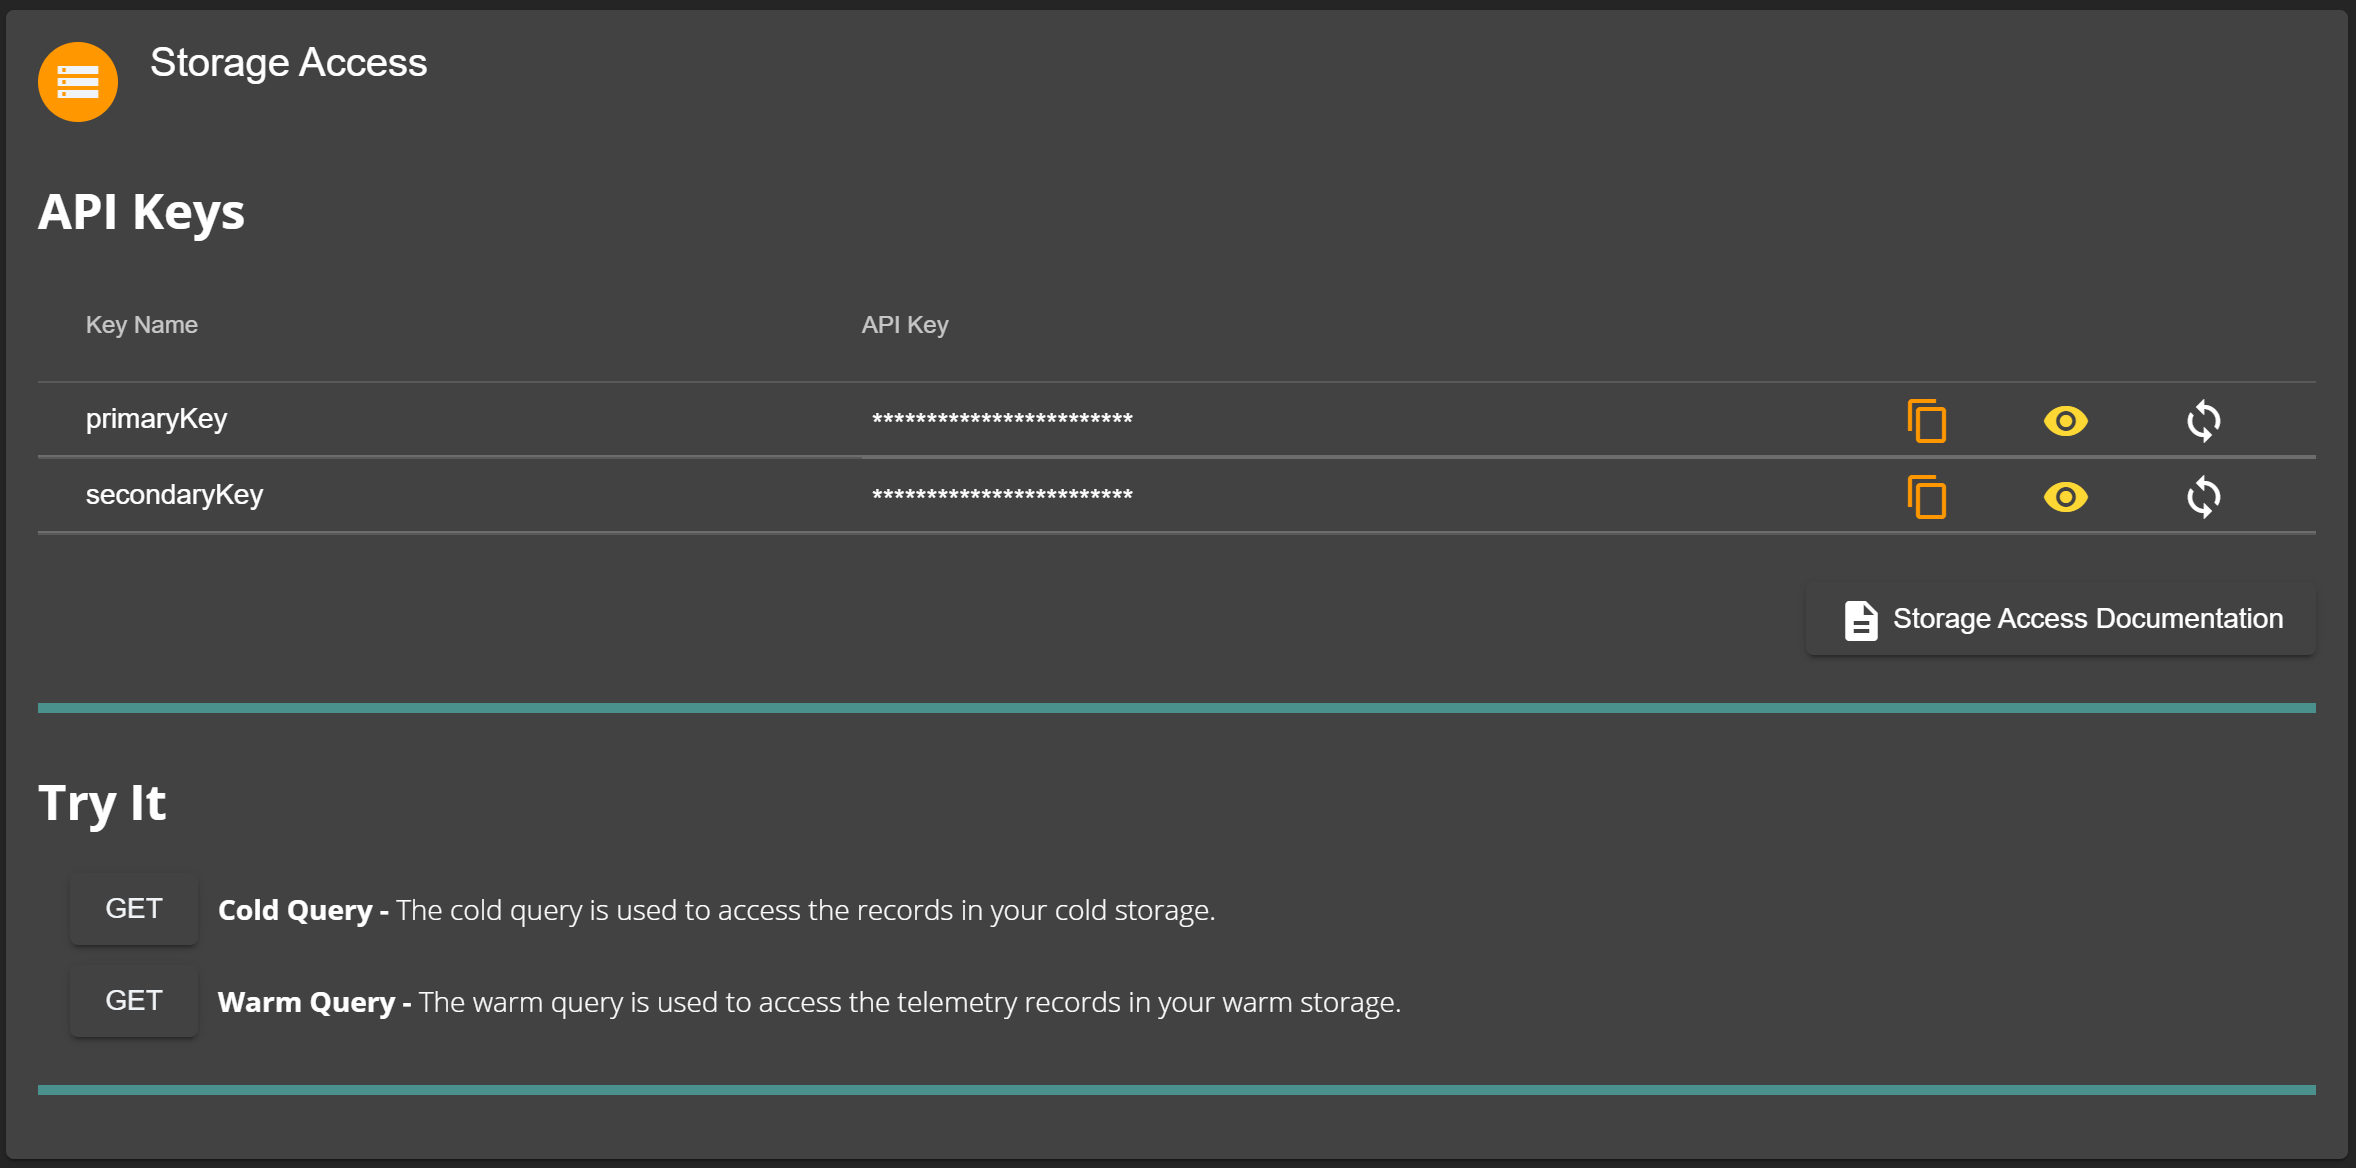 Storage Access
API Keys
Key Name API Key
primaryKey ************************
secondaryKey ************************
Storage Access Documentation
Try It
GET Cold Query - The cold query is used to access the records in your cold storage.
GET Warm Query - The warm query is used to access the telemetry records in your warm storage.